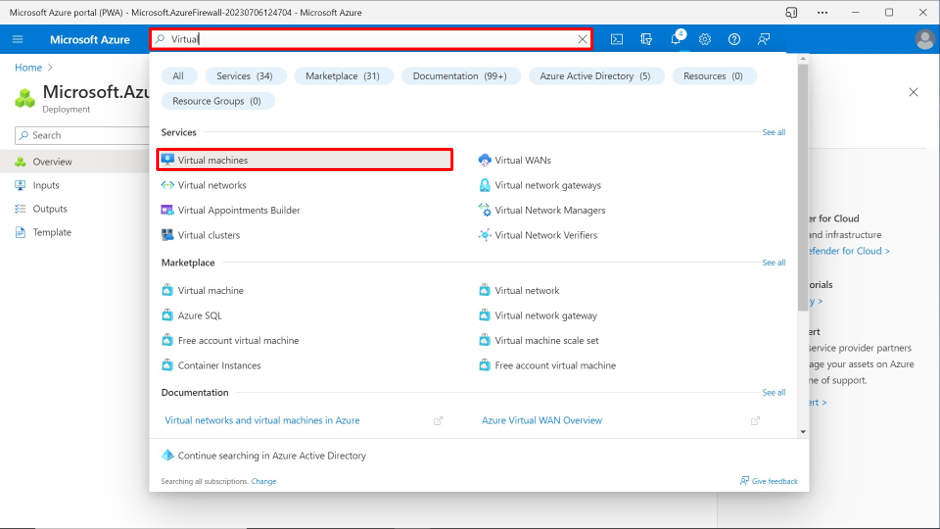 Microsoft Azure portal (PWA) - Microsoft.AzureFirewall-20230706124704 - Microsoft Azure
Microsoft Azure
Virtual
4
Home >
Microsoft.Azu
Deployment
Search
Overview
Inputs
Outputs
Template
All
Services (34)
Marketplace (31)
Documentation (99+)
Azure Active Directory (5)
Resources (0)
Resource Groups (0)
Services
See all
Virtual machines
Virtual WANs
Virtual networks
Virtual network gateways
Virtual Appointments Builder
Virtual Network Managers
Virtual clusters
Virtual Network Verifiers
Marketplace
See all
Virtual machine
Virtual network
Azure SQL
Virtual network gateway
Free account virtual machine
Virtual machine scale set
Container Instances
Free account virtual machine
Documentation
See all
Virtual networks and virtual machines in Azure
Azure Virtual WAN Overview
Continue searching in Azure Active Directory
Searching all subscriptions. Change
Give feedback
er for Cloud
and infrastructure
efender for Cloud >
orials
y >
ert
service provider partners
age your assets on Azure
ne of support.
ert >